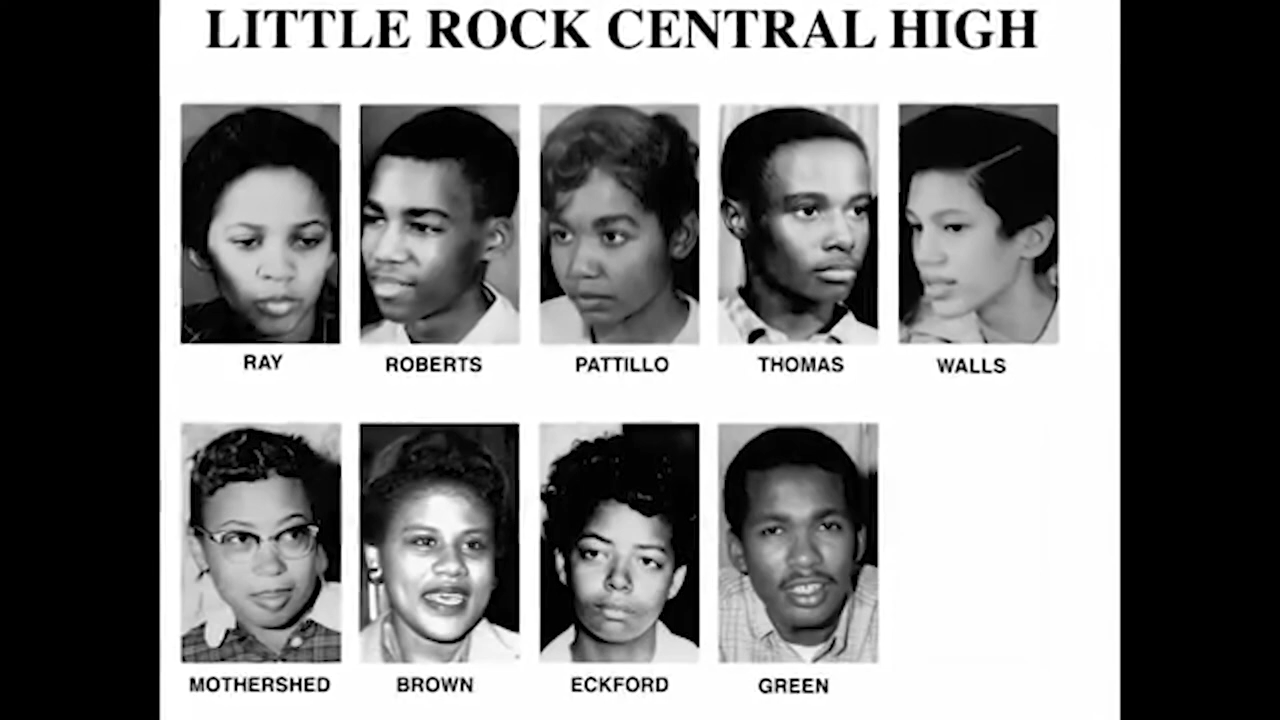 LITTLE ROCK CENTRAL HIGH
RAY ROBERTS PATTILLO THOMAS WALLS
MOTHERSHED BROWN ECKFORD GREEN